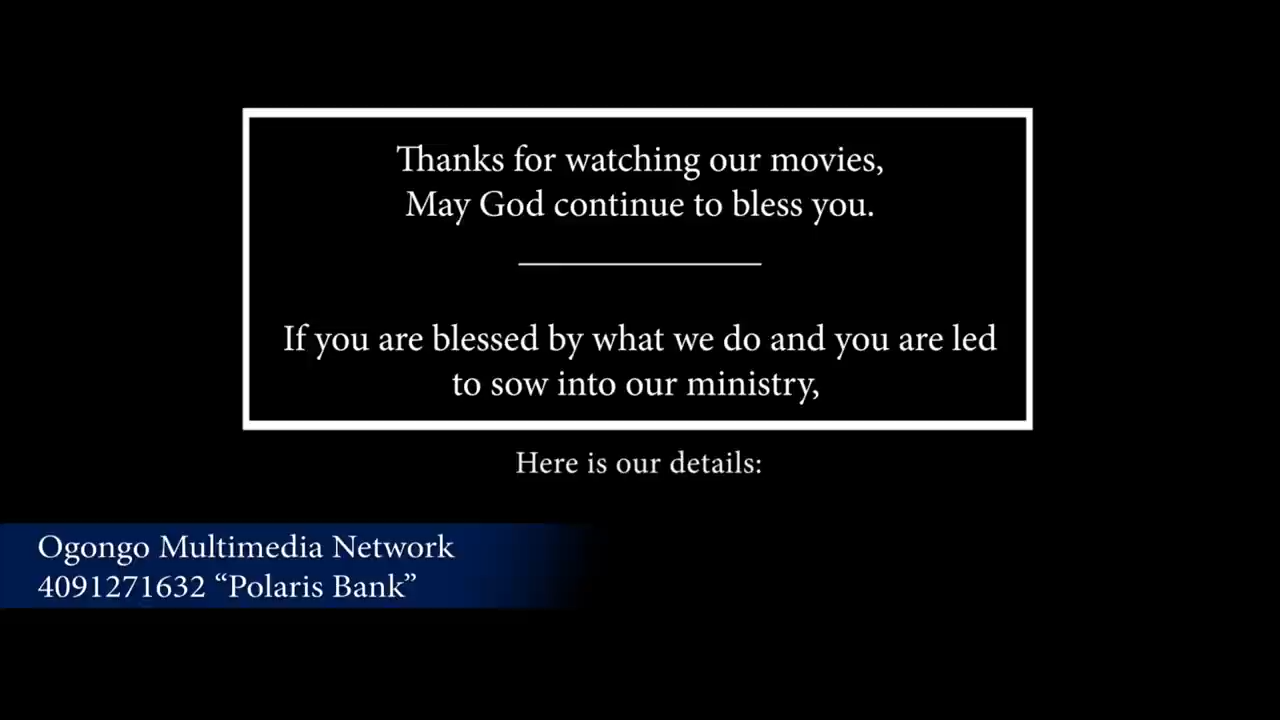 Thanks for watching our movies,
May God continue to bless you.
If you are blessed by what we do and you are led
to sow into our ministry,
Here is our details:
Ogongo Multimedia Network
4091271632 “Polaris Bank”